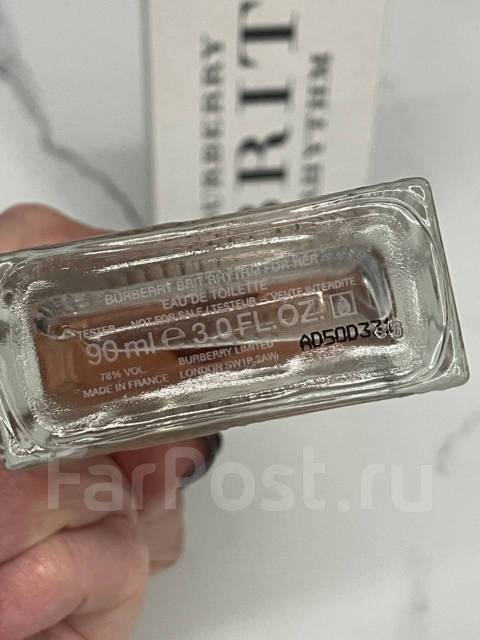 BURBERRY
BRIT
RHYTHM
BURBERRY BRIT RHYTHM FOR HER
EAU DE TOILETTE
TESTER NOT FOR SALE / TESTEUR - VENTE INTERDITE
90 ml e 3.0 FL.OZ.
78% VOL. BURBERRY LIMITED
MADE IN FRANCE LONDON SW1P 2AW
FarPost.ru